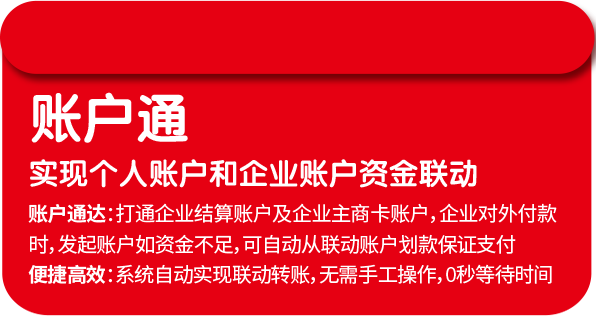 账户通
实现个人账户和企业账户资金联动
账户通达：打通企业结算账户及企业主商卡账户，企业对外付款
时，发起账户如资金不足，可自动从联动账户划款保证支付
便捷高效：系统自动实现联动转账，无需手工操作，0秒等待时间